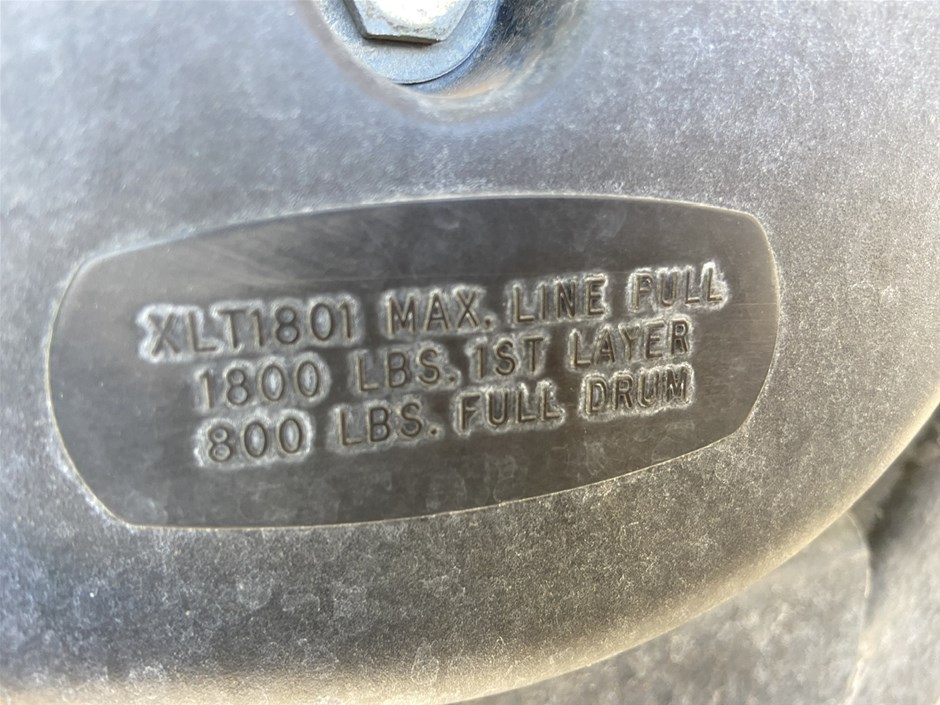 XLT1801 MAX. LINE PULL
1800 LBS. 1ST LAYER
800 LBS. FULL DRUM